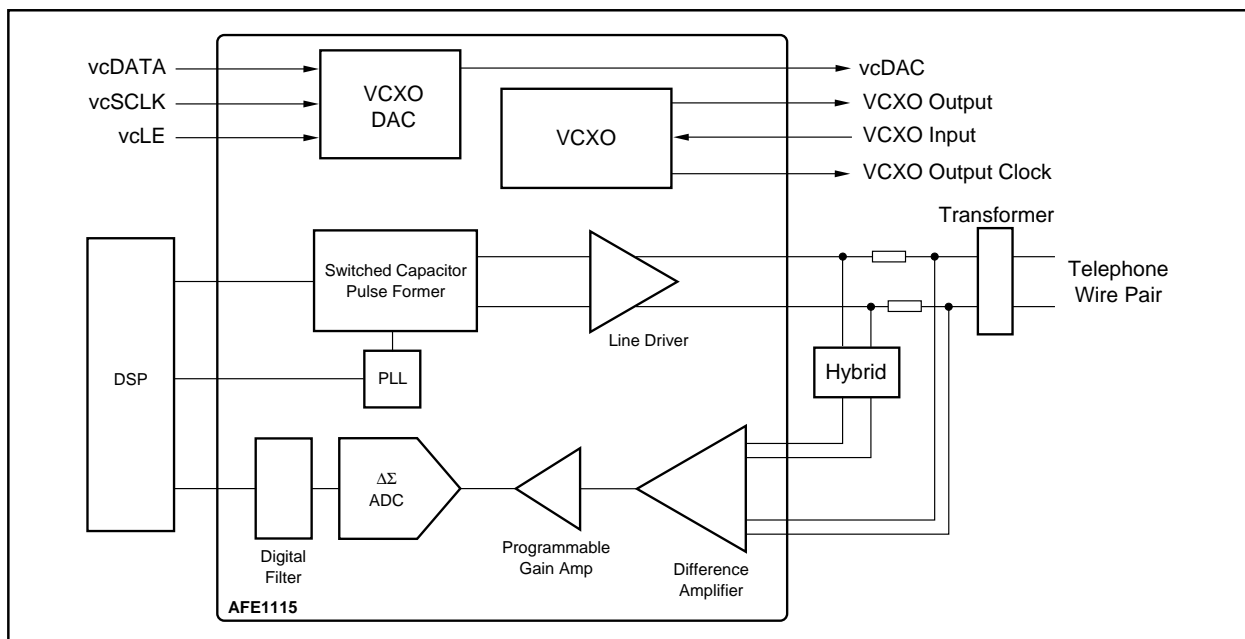 vcDATA
vcSCLK
vcLE
VCXO
DAC
VCXO
vcDAC
VCXO Output
VCXO Input
VCXO Output Clock
Transformer
Telephone
Wire Pair
DSP
Switched Capacitor
Pulse Former
Line Driver
PLL
Hybrid
ΔΣ
ADC
Digital
Filter
Programmable
Gain Amp
Difference
Amplifier
AFE1115